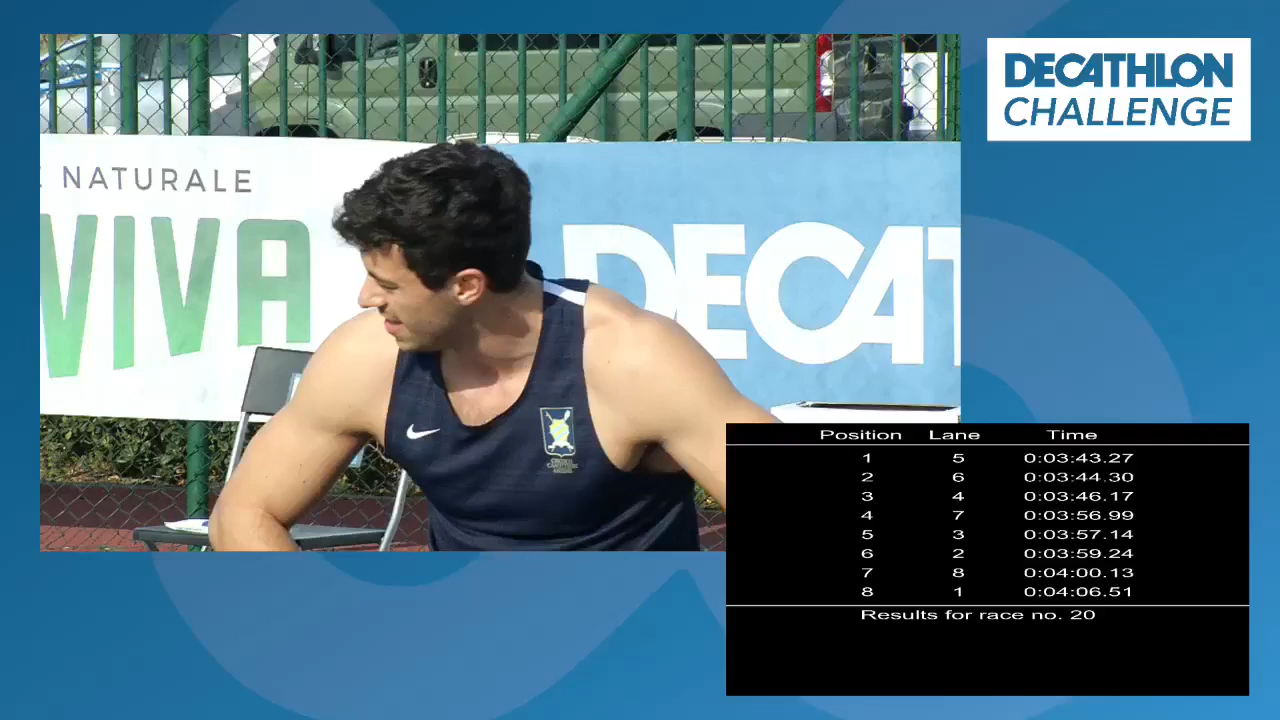 DECATHLON
CHALLENGE
NATURALE
VIVA
DECAT
Position Lane Time
1 5 0:03:43.27
2 6 0:03:44.30
3 4 0:03:46.17
4 7 0:03:56.99
5 3 0:03:57.14
6 2 0:03:59.24
7 8 0:04:00.13
8 1 0:04:06.51
Results for race no. 20